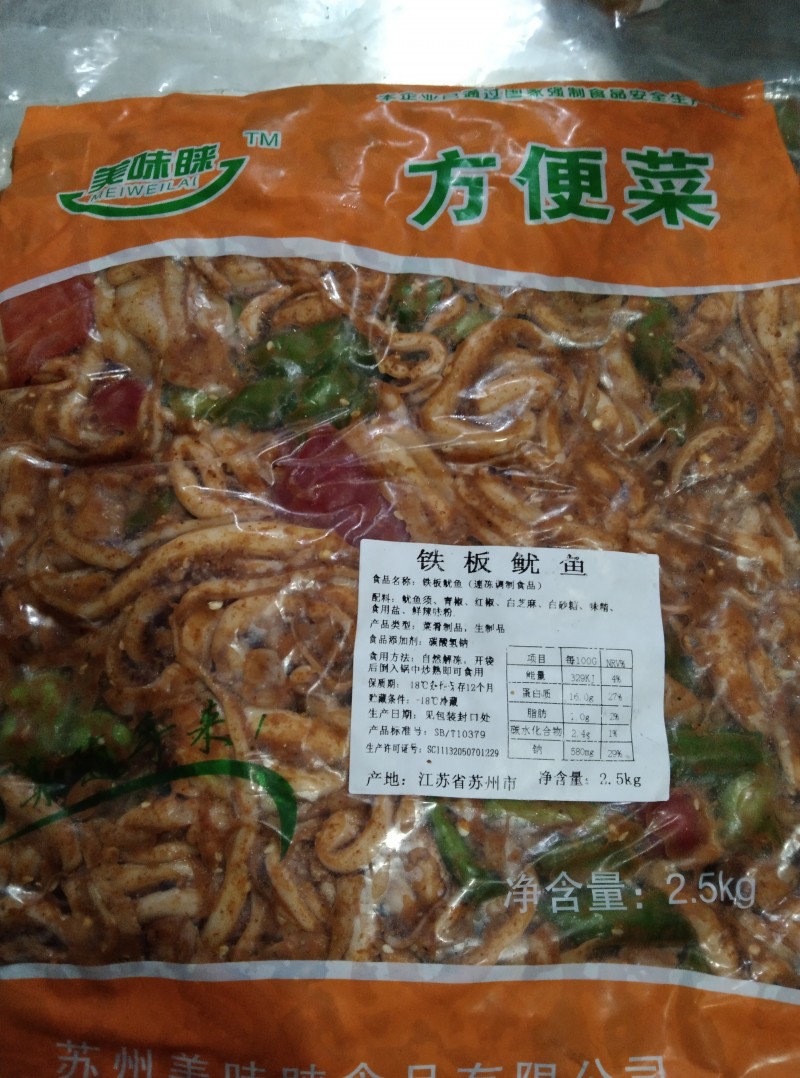 本企业已通过国家强制食品安全生产
美味睐
TM
MEIWEILAI
方便菜
铁板鱿鱼
食品名称：铁板鱿鱼（速冻调制食品）
配料：鱿鱼须、青椒、红椒、白芝麻、白砂糖、味精、
食用盐、鲜辣味粉
产品类型：菜肴制品，生制品
食品添加剂：碳酸氢钠
食用方法：自然解冻，开袋
后倒入锅中炒熟即可食用
保质期：-18℃保存12个月
贮藏条件：-18℃冷藏
生产日期：见包装封口处
产品标准号：SB/T10379
生产许可证号：SC11132050701229
项目 每100G NRV%
能量 329KJ 4%
蛋白质 16.0g 27%
脂肪 1.0g 2%
碳水化合物 2.4g 1%
钠 580mg 29%
产地：江苏省苏州市 净含量：2.5kg
来！
净含量：2.5kg
苏州美味睐食品有限公司